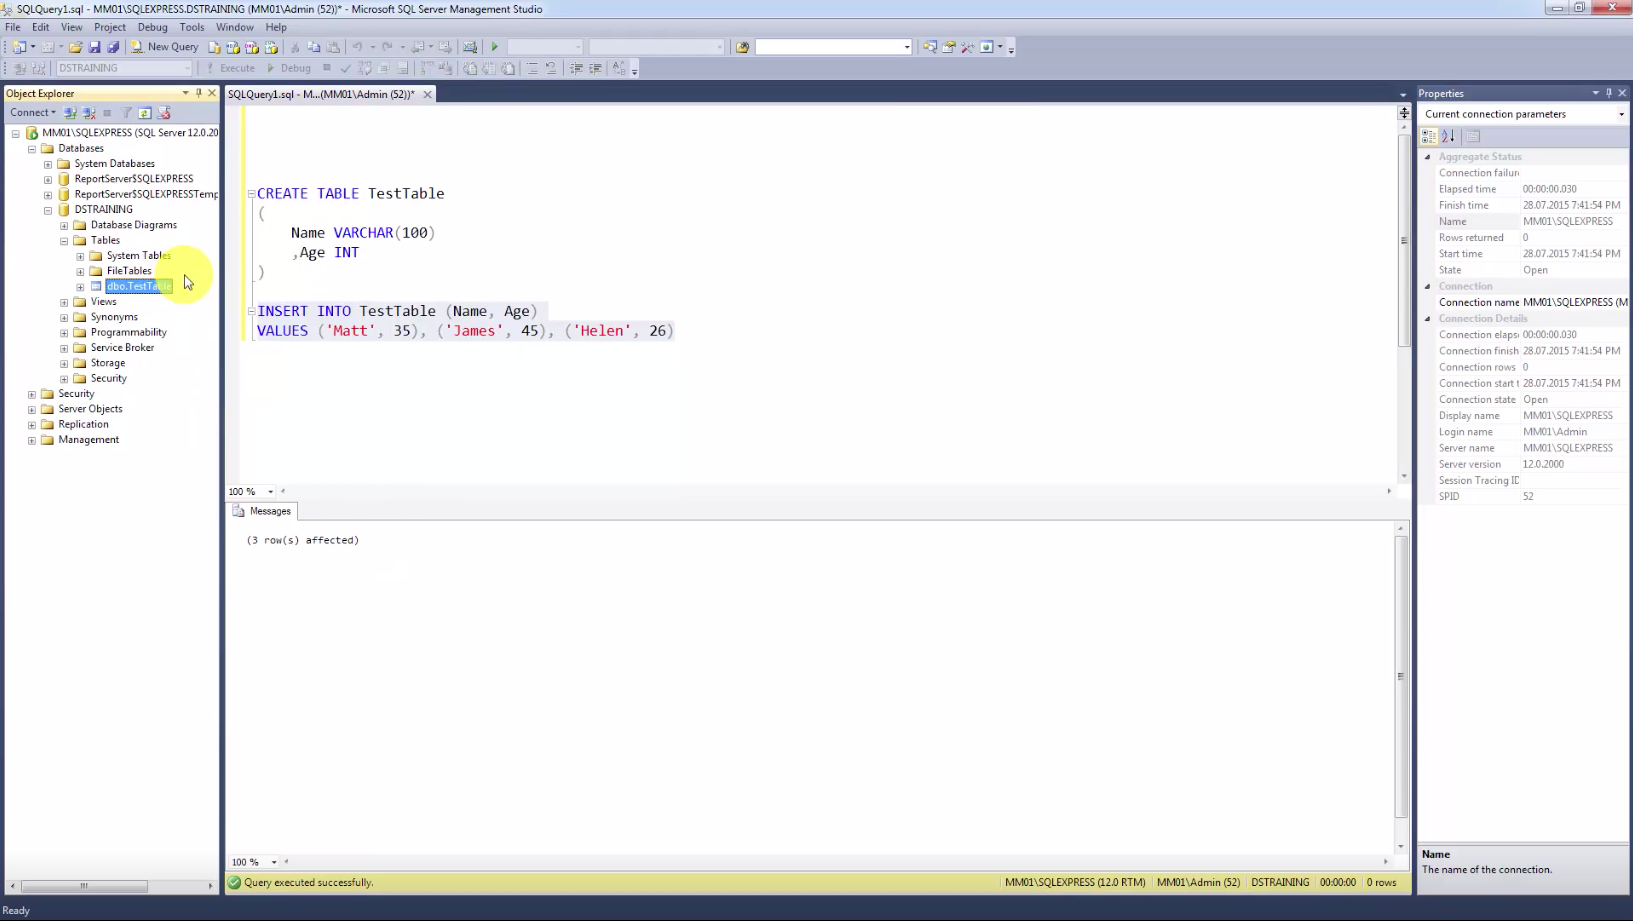 SQLQuery1.sql - MM01\SQLEXPRESS.DSTRAINING (MM01\Admin (52))* - Microsoft SQL Server Management Studio
File Edit View Project Debug Tools Window Help
New Query
DSTRAINING Execute Debug
Object Explorer
Connect
MM01\SQLEXPRESS (SQL Server 12.0.20
Databases
System Databases
ReportServer$SQLEXPRESS
ReportServer$SQLEXPRESSTemp
DSTRAINING
Database Diagrams
Tables
System Tables
FileTables
dbo.TestTable
Views
Synonyms
Programmability
Service Broker
Storage
Security
Security
Server Objects
Replication
Management
SQLQuery1.sql - M...(MM01\Admin (52))*
CREATE TABLE TestTable
(
Name VARCHAR(100)
,Age INT
)
INSERT INTO TestTable (Name, Age)
VALUES ('Matt', 35), ('James', 45), ('Helen', 26)
100 %
Messages
(3 row(s) affected)
100 %
Query executed successfully. MM01\SQLEXPRESS (12.0 RTM) MM01\Admin (52) DSTRAINING 00:00:00 0 rows
Properties
Current connection parameters
Aggregate Status
Connection failure
Elapsed time 00:00:00.030
Finish time 28.07.2015 7:41:54 PM
Name MM01\SQLEXPRESS
Rows returned 0
Start time 28.07.2015 7:41:54 PM
State Open
Connection
Connection name MM01\SQLEXPRESS (M
Connection Details
Connection elaps 00:00:00.030
Connection finish 28.07.2015 7:41:54 PM
Connection rows 0
Connection start t 28.07.2015 7:41:54 PM
Connection state Open
Display name MM01\SQLEXPRESS
Login name MM01\Admin
Server name MM01\SQLEXPRESS
Server version 12.0.2000
Session Tracing ID
SPID 52
Name
The name of the connection.
Ready